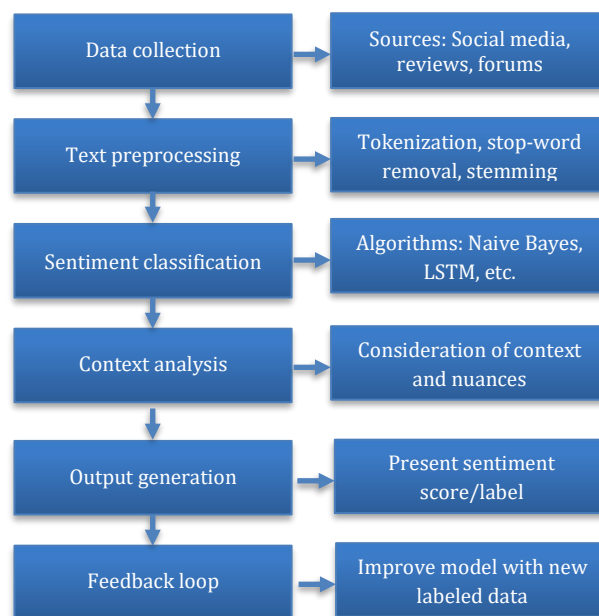 Data collection
Sources: Social media,
reviews, forums
Text preprocessing
Tokenization, stop-word
removal, stemming
Sentiment classification
Algorithms: Naive Bayes,
LSTM, etc.
Context analysis
Consideration of context
and nuances
Output generation
Present sentiment
score/label
Feedback loop
Improve model with new
labeled data